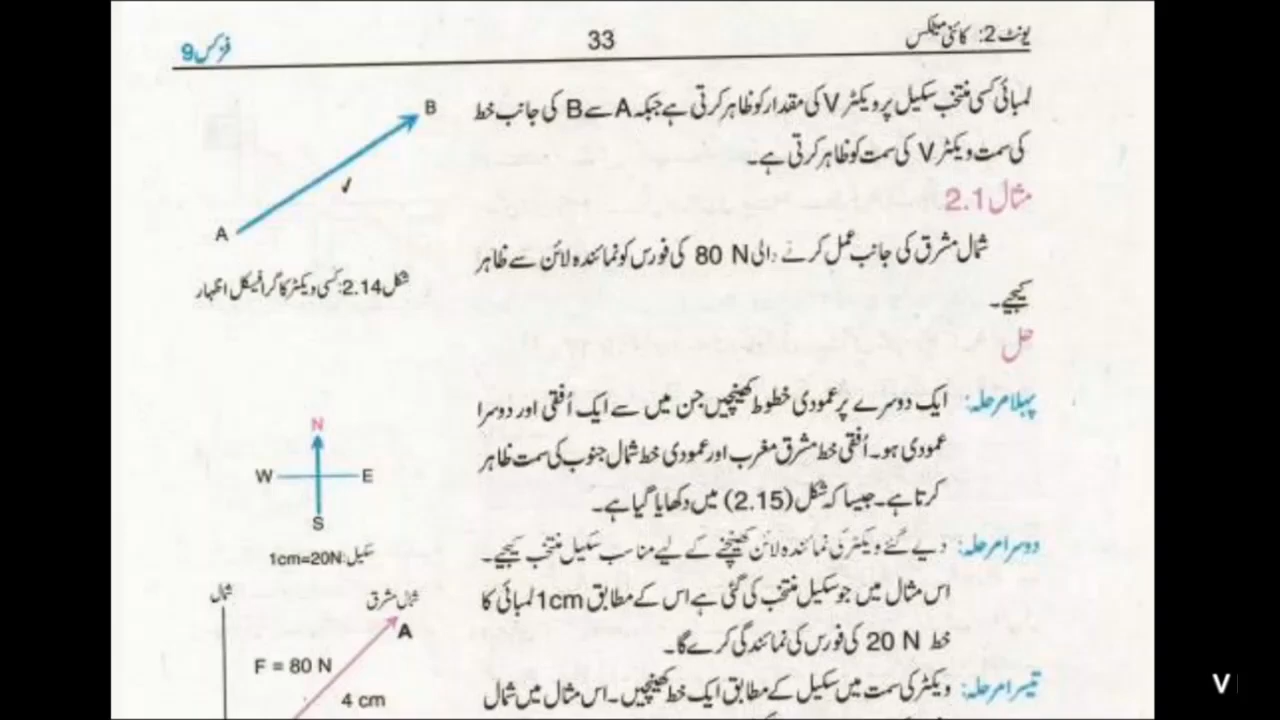 یونٹ 2: کائنی میٹکس
33
فزکس 9
لمبائی کسی منتخب سکیل پر ویکٹر V کی مقدار کو ظاہر کرتی ہے جبکہ A سے B کی جانب خط
کی سمت ویکٹر V کی سمت کو ظاہر کرتی ہے۔
B
A
شکل 2.14: کسی ویکٹر کا گرافیکل اظہار
مثال 2.1
شمال مشرق کی جانب عمل کرنے والی 80 N کی فورس کو نمائندہ لائن سے ظاہر
کیجیے۔
حل
پہلا مرحلہ: ایک دوسرے پر عمودی خطوط کھینچیں جن میں سے ایک اُفقی اور دوسرا
عمودی ہو۔ اُفقی خط مشرق مغرب اور عمودی خط شمال جنوب کی سمت ظاہر
کرتا ہے۔ جیسا کہ شکل (2.15) میں دکھایا گیا ہے۔
دوسرا مرحلہ: دیے گئے ویکٹر کی نمائندہ لائن کھینچنے کے لیے مناسب سکیل منتخب کیجیے۔
اس مثال میں جو سکیل منتخب کی گئی ہے اس کے مطابق 1cm لمبائی کا
خط 20 N کی فورس کی نمائندگی کرے گا۔
تیسرا مرحلہ: ویکٹر کی سمت میں سکیل کے مطابق ایک خط کھینچیں۔ اس مثال میں شمال
N
W E
S
سکیل: 1cm=20N
شمال
شمال مشرق
A
F = 80 N
4 cm
V